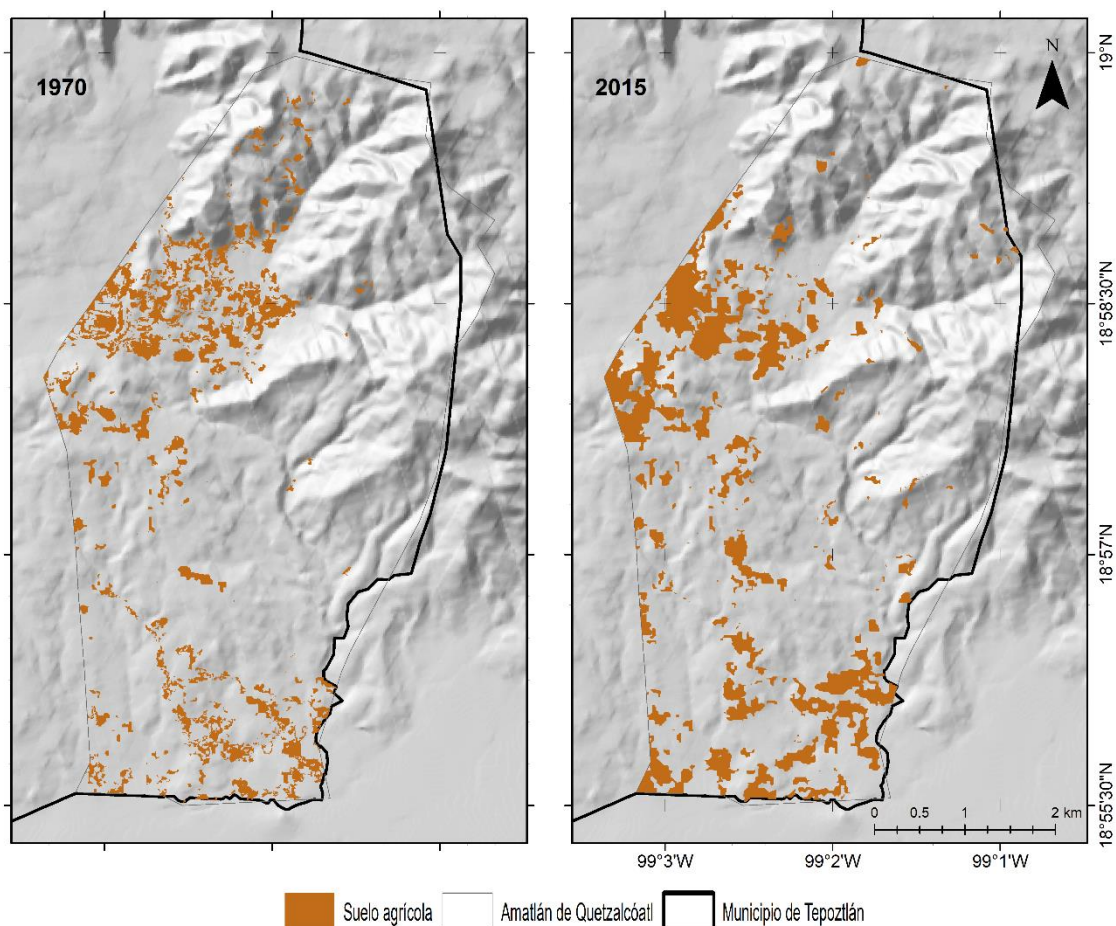 1970
2015
N
19°N
18°58'30"N
18°57'N
18°55'30"N
0 0.5 1 2 km
99°3'W 99°2'W 99°1'W
Suelo agrícola Amatlán de Quetzalcóatl Municipio de Tepoztlán